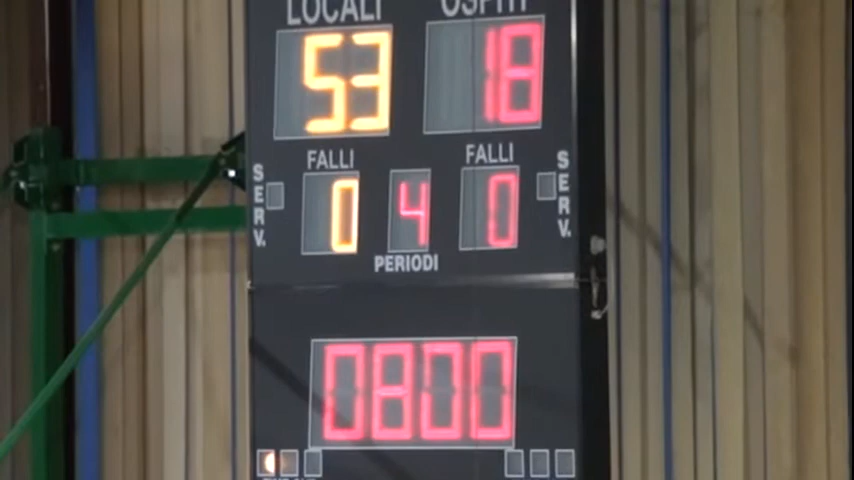 LOCALI OSPITI
53 18
FALLI FALLI
SERV. 0 4 0 SERV.
PERIODI
0800